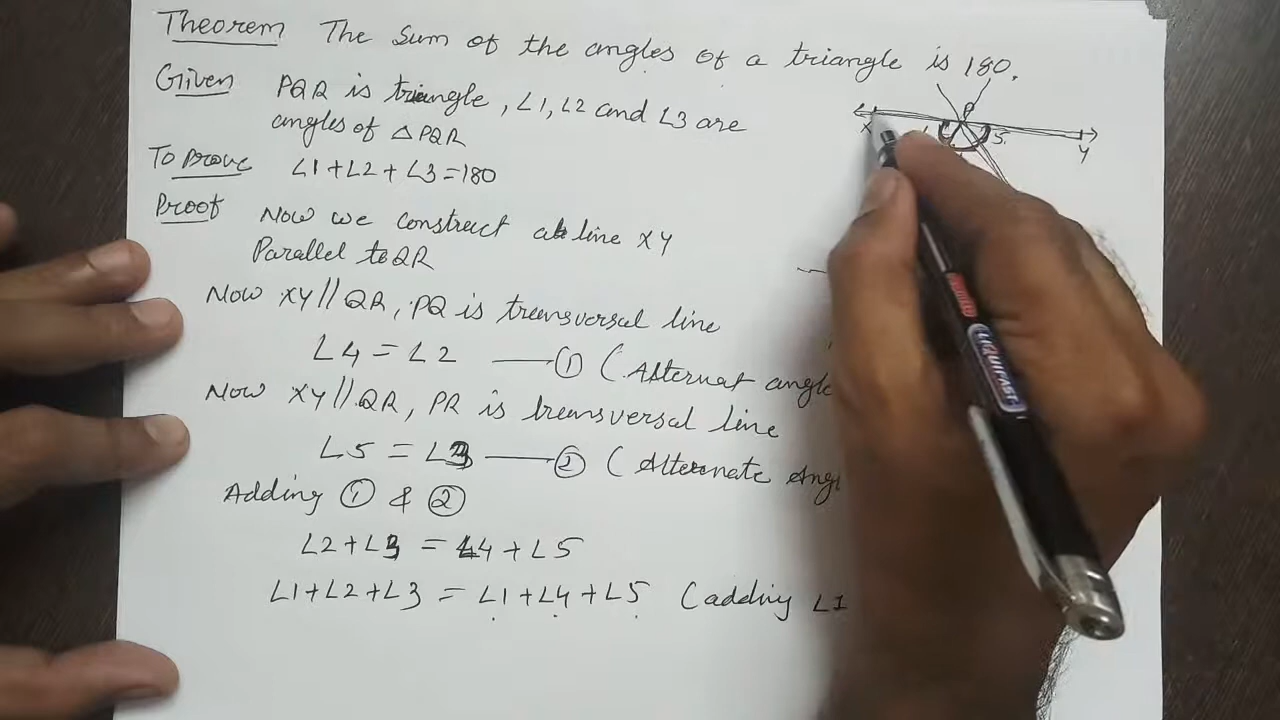 Theorem The Sum of the angles of a triangle is 180.
Given PQR is triangle, ∠1, ∠2 and ∠3 are
angles of △PQR
To Prove ∠1+∠2+∠3=180
Proof Now we construct a line XY
Parallel to QR
Now XY//QR, PQ is transversal line
∠4 = ∠2 —— ① (Alternat angle
Now XY//QR, PR is transversal line
∠5 = ∠3 —— ② (Alternate Angl
Adding ① & ②
∠2+∠3 = ∠4+∠5
∠1+∠2+∠3 = ∠1+∠4+∠5 (adding ∠1
P
X
5
Y
LIQUIFAST